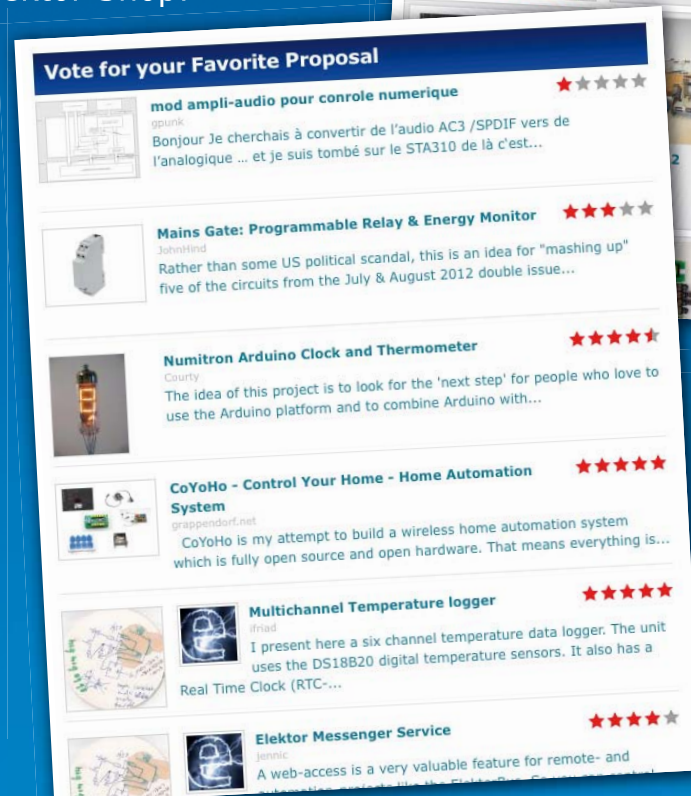 Vote for your Favorite Proposal
mod ampli-audio pour conrole numerique
gpunk
Bonjour Je cherchais à convertir de l'audio AC3 /SPDIF vers de
l'analogique ... et je suis tombé sur le STA310 de là c'est...
Mains Gate: Programmable Relay & Energy Monitor
JohnHind
Rather than some US political scandal, this is an idea for "mashing up"
five of the circuits from the July & August 2012 double issue...
Numitron Arduino Clock and Thermometer
Courty
The idea of this project is to look for the 'next step' for people who love to
use the Arduino platform and to combine Arduino with...
CoYoHo - Control Your Home - Home Automation
System
grappendorf.net
CoYoHo is my attempt to build a wireless home automation system
which is fully open source and open hardware. That means everything is...
Multichannel Temperature logger
ifriad
I present here a six channel temperature data logger. The unit
uses the DS18B20 digital temperature sensors. It also has a
Real Time Clock (RTC-...
Elektor Messenger Service
Jennic
A web-access is a very valuable feature for remote- and
2